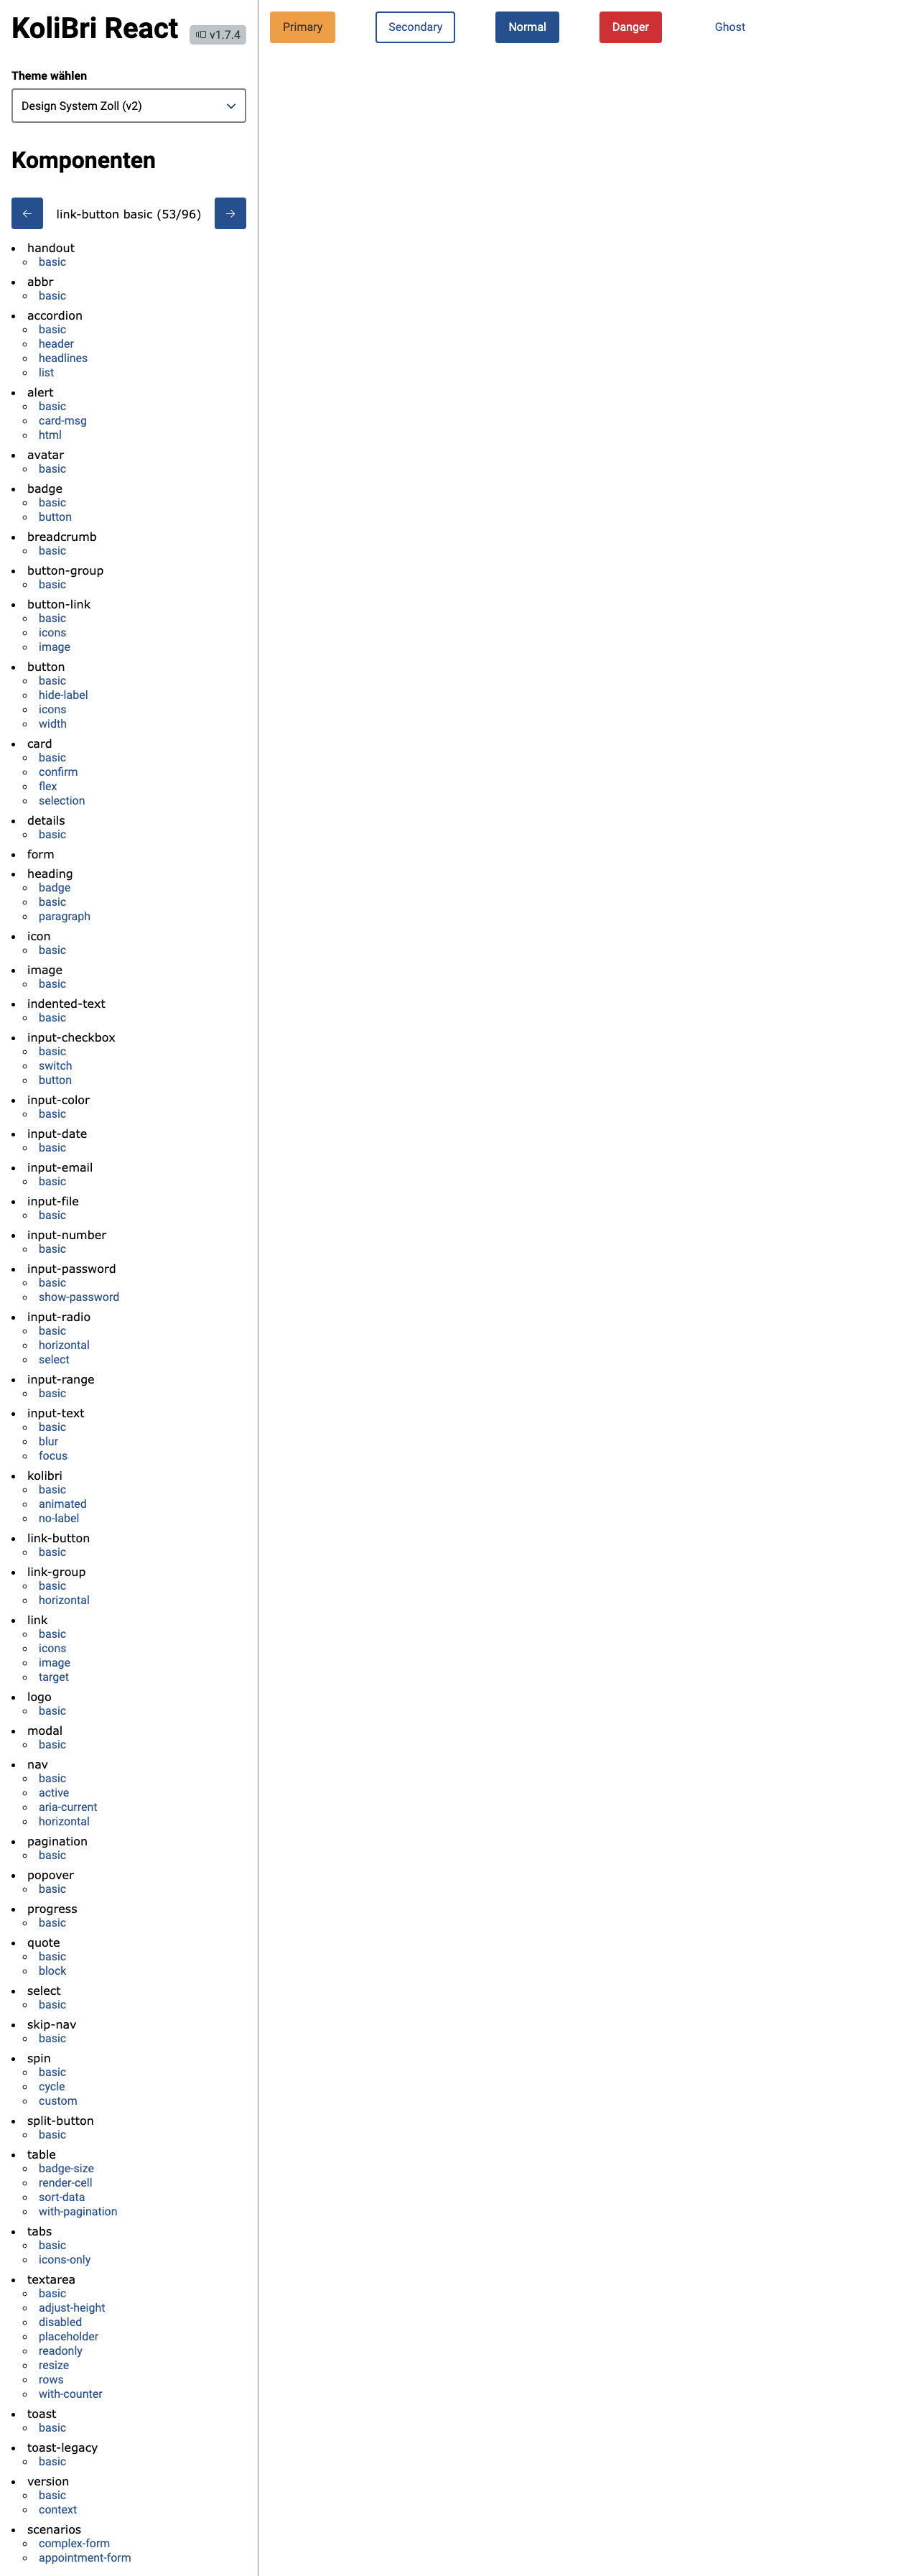 KoliBri React
v1.7.4
Theme wählen
Design System Zoll (v2)
Komponenten
link-button basic (53/96)
handout
basic
abbr
basic
accordion
basic
header
headlines
list
alert
basic
card-msg
html
avatar
basic
badge
basic
button
breadcrumb
basic
button-group
basic
button-link
basic
icons
image
button
basic
hide-label
icons
width
card
basic
confirm
flex
selection
details
basic
form
heading
badge
basic
paragraph
icon
basic
image
basic
indented-text
basic
input-checkbox
basic
switch
button
input-color
basic
input-date
basic
input-email
basic
input-file
basic
input-number
basic
input-password
basic
show-password
input-radio
basic
horizontal
select
input-range
basic
input-text
basic
blur
focus
kolibri
basic
animated
no-label
link-button
basic
link-group
basic
horizontal
link
basic
icons
image
target
logo
basic
modal
basic
nav
basic
active
aria-current
horizontal
pagination
basic
popover
basic
progress
basic
quote
basic
block
select
basic
skip-nav
basic
spin
basic
cycle
custom
split-button
basic
table
badge-size
render-cell
sort-data
with-pagination
tabs
basic
icons-only
textarea
basic
adjust-height
disabled
placeholder
readonly
resize
rows
with-counter
toast
basic
toast-legacy
basic
version
basic
context
scenarios
complex-form
appointment-form
Primary
Secondary
Normal
Danger
Ghost